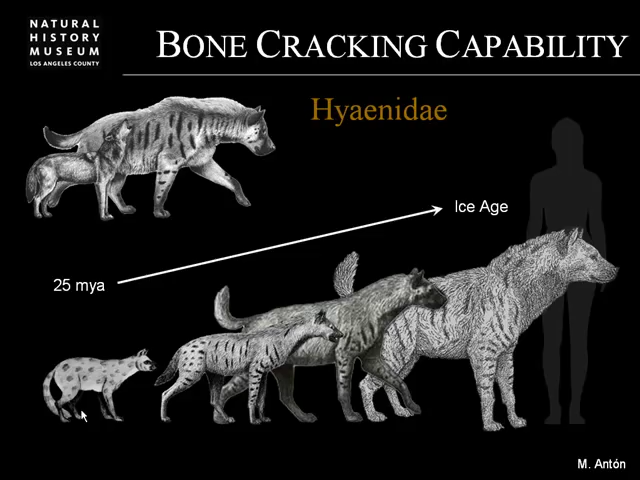 NATURAL
HISTORY
MUSEUM
LOS ANGELES COUNTY
BONE CRACKING CAPABILITY
Hyaenidae
Ice Age
25 mya
M. Antón